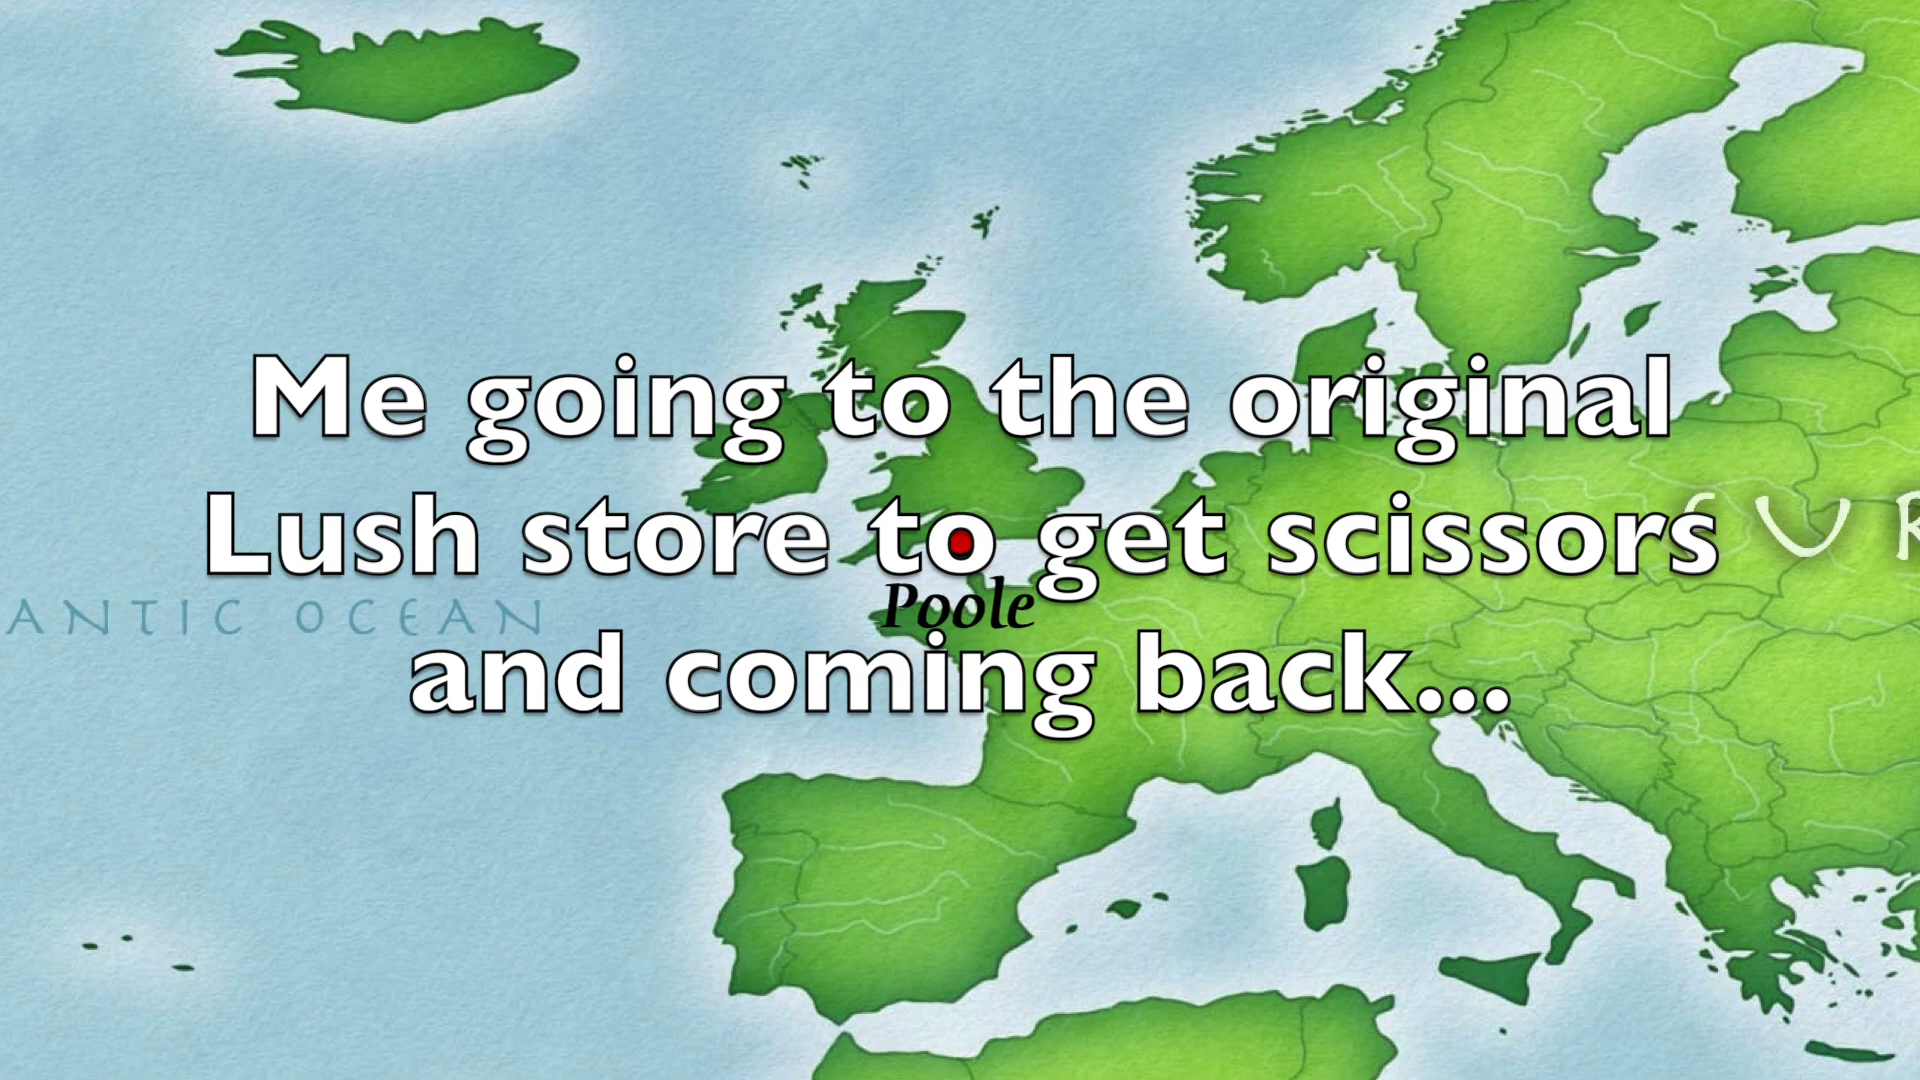 Me going to the original
Lush store to get scissors
Poole
and coming back...
ANTIC OCEAN